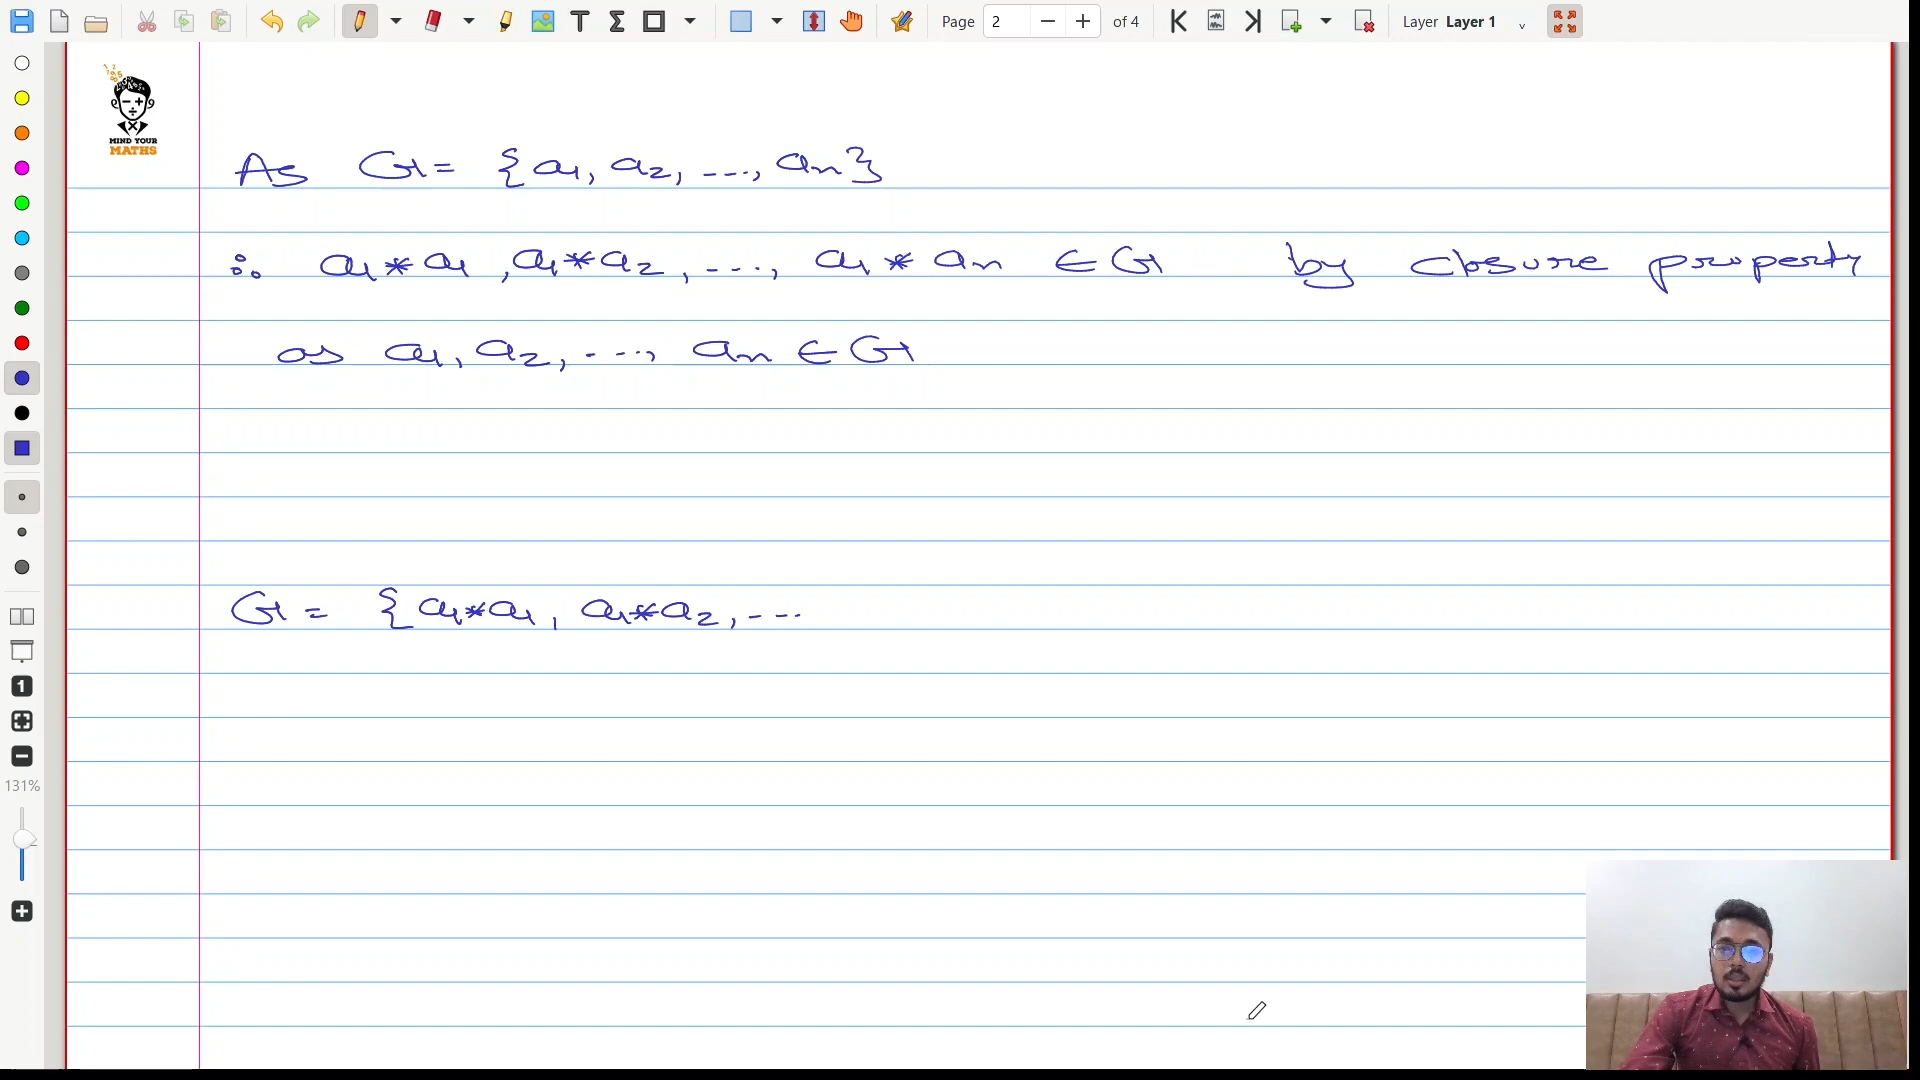 Page 2 of 4 Layer Layer 1
MIND YOUR
MATHS
As G = {a₁, a₂, ..., aₙ}
∴ a₁ * a₁, a₁ * a₂, ..., a₁ * aₙ ∈ G by closure property
as a₁, a₂, ..., aₙ ∈ G
G = {a₁*a₁, a₁*a₂, ...
131%